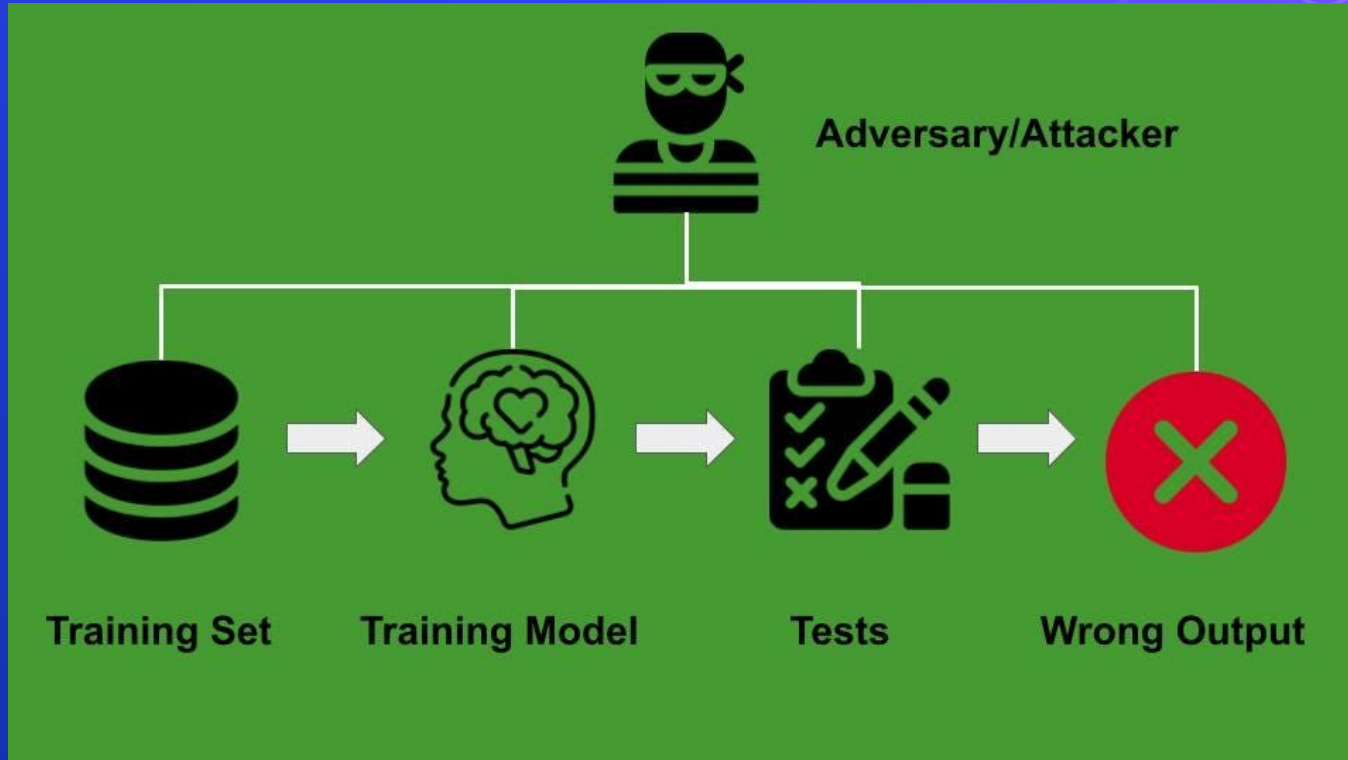 Adversary/Attacker
Training Set
Training Model
Tests
Wrong Output